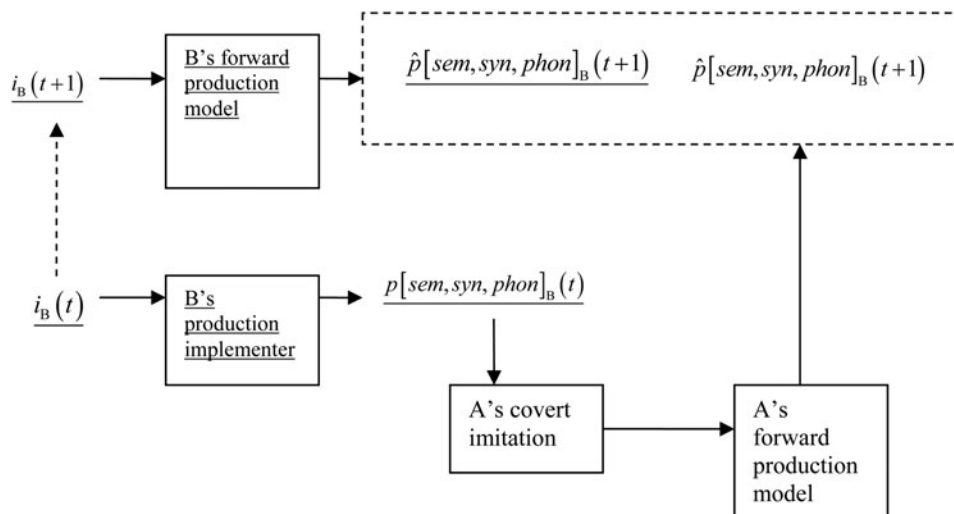 B's forward
production
model
i_B(t+1)
p̂[sem, syn, phon]_B(t+1) p̂[sem, syn, phon]_B(t+1)
i_B(t)
B's
production
implementer
p[sem, syn, phon]_B(t)
A's covert
imitation
A's
forward
production
model